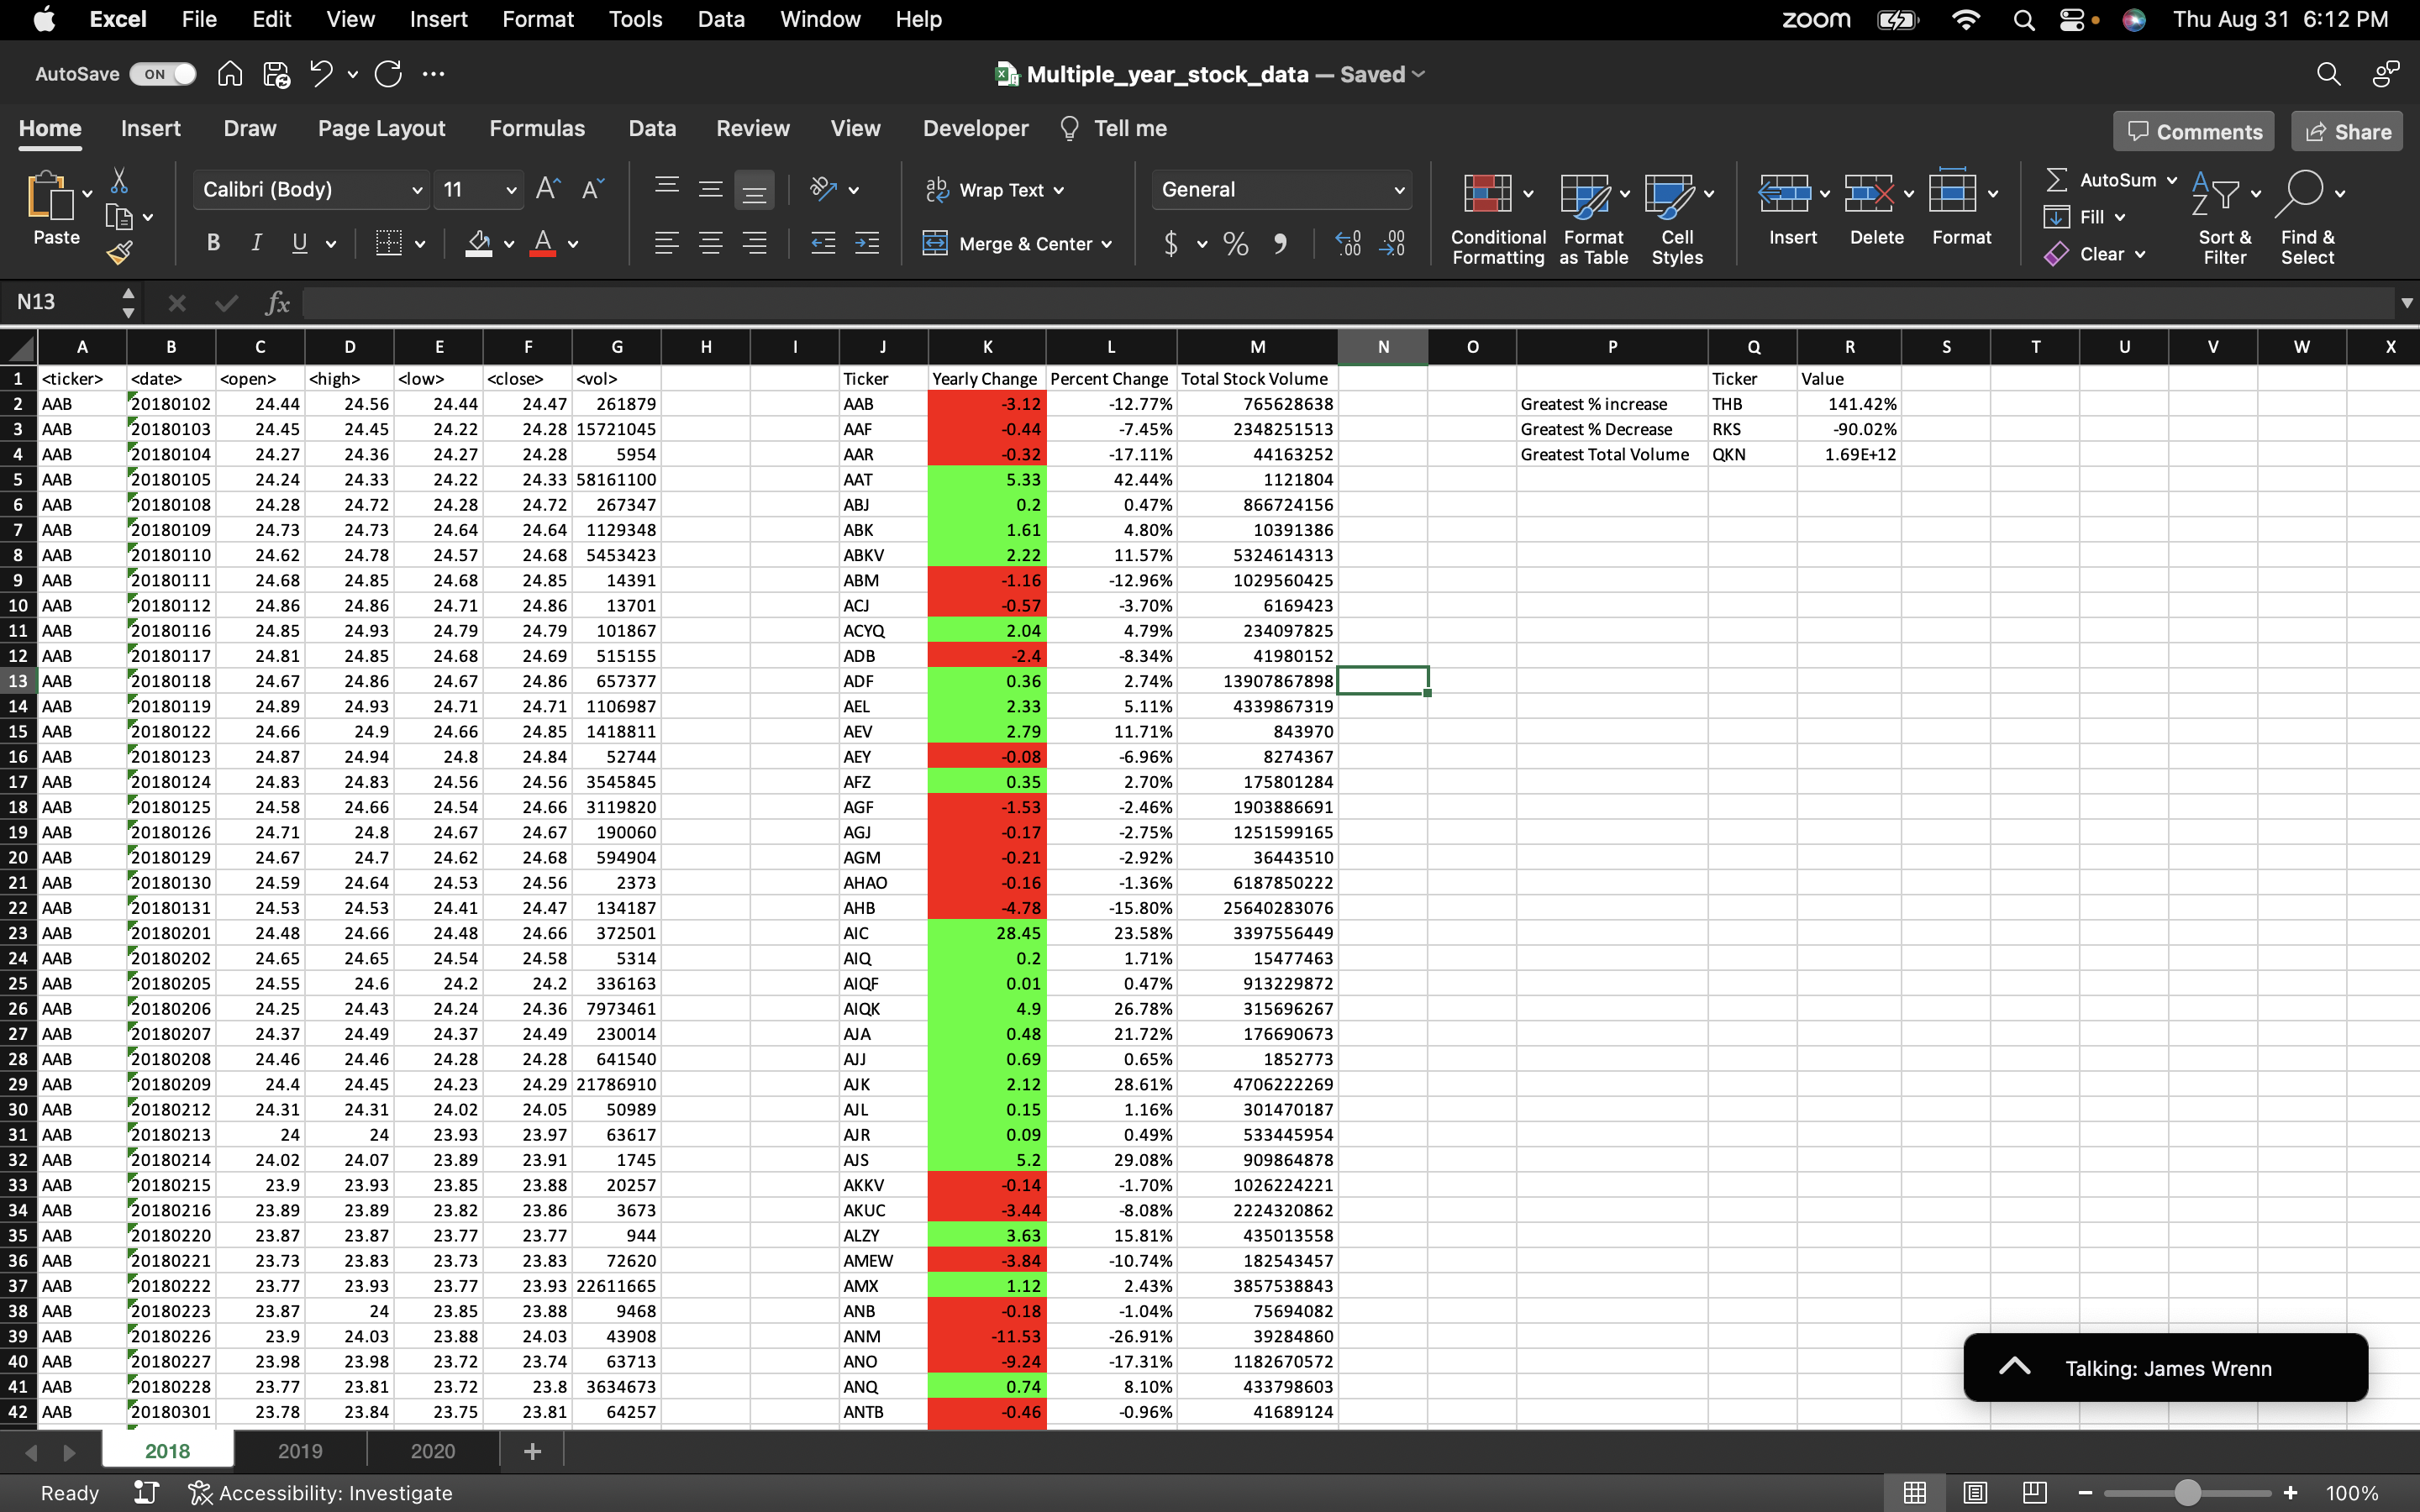 Excel File Edit View Insert Format Tools Data Window Help zoom Thu Aug 31 6:12 PM
AutoSave ON Multiple_year_stock_data — Saved
Home Insert Draw Page Layout Formulas Data Review View Developer Tell me Comments Share
Paste Calibri (Body) 11 Wrap Text General Conditional Formatting Format as Table Cell Styles Insert Delete Format AutoSum Fill Clear Sort & Filter Find & Select
B I U A Merge & Center $ %
N13 fx
A B C D E F G H I J K L M N O P Q R S T U V W X
1 <ticker> <date> <open> <high> <low> <close> <vol> Ticker Yearly Change Percent Change Total Stock Volume Ticker Value
2 AAB 20180102 24.44 24.56 24.44 24.47 261879 AAB -3.12 -12.77% 765628638 Greatest % increase THB 141.42%
3 AAB 20180103 24.45 24.45 24.22 24.28 15721045 AAF -0.44 -7.45% 2348251513 Greatest % Decrease RKS -90.02%
4 AAB 20180104 24.27 24.36 24.27 24.28 5954 AAR -0.32 -17.11% 44163252 Greatest Total Volume QKN 1.69E+12
5 AAB 20180105 24.24 24.33 24.22 24.33 58161100 AAT 5.33 42.44% 1121804
6 AAB 20180108 24.28 24.72 24.28 24.72 267347 ABJ 0.2 0.47% 866724156
7 AAB 20180109 24.73 24.73 24.64 24.64 1129348 ABK 1.61 4.80% 10391386
8 AAB 20180110 24.62 24.78 24.57 24.68 5453423 ABKV 2.22 11.57% 5324614313
9 AAB 20180111 24.68 24.85 24.68 24.85 14391 ABM -1.16 -12.96% 1029560425
10 AAB 20180112 24.86 24.86 24.71 24.86 13701 ACJ -0.57 -3.70% 6169423
11 AAB 20180116 24.85 24.93 24.79 24.79 101867 ACYQ 2.04 4.79% 234097825
12 AAB 20180117 24.81 24.85 24.68 24.69 515155 ADB -2.4 -8.34% 41980152
13 AAB 20180118 24.67 24.86 24.67 24.86 657377 ADF 0.36 2.74% 13907867898
14 AAB 20180119 24.89 24.93 24.71 24.71 1106987 AEL 2.33 5.11% 4339867319
15 AAB 20180122 24.66 24.9 24.66 24.85 1418811 AEV 2.79 11.71% 843970
16 AAB 20180123 24.87 24.94 24.8 24.84 52744 AEY -0.08 -6.96% 8274367
17 AAB 20180124 24.83 24.83 24.56 24.56 3545845 AFZ 0.35 2.70% 175801284
18 AAB 20180125 24.58 24.66 24.54 24.66 3119820 AGF -1.53 -2.46% 1903886691
19 AAB 20180126 24.71 24.8 24.67 24.67 190060 AGJ -0.17 -2.75% 1251599165
20 AAB 20180129 24.67 24.7 24.62 24.68 594904 AGM -0.21 -2.92% 36443510
21 AAB 20180130 24.59 24.64 24.53 24.56 2373 AHAO -0.16 -1.36% 6187850222
22 AAB 20180131 24.53 24.53 24.41 24.47 134187 AHB -4.78 -15.80% 25640283076
23 AAB 20180201 24.48 24.66 24.48 24.66 372501 AIC 28.45 23.58% 3397556449
24 AAB 20180202 24.65 24.65 24.54 24.58 5314 AIQ 0.2 1.71% 15477463
25 AAB 20180205 24.55 24.6 24.2 24.2 336163 AIQF 0.01 0.47% 913229872
26 AAB 20180206 24.25 24.43 24.24 24.36 7973461 AIQK 4.9 26.78% 315696267
27 AAB 20180207 24.37 24.49 24.37 24.49 230014 AJA 0.48 21.72% 176690673
28 AAB 20180208 24.46 24.46 24.28 24.28 641540 AJJ 0.69 0.65% 1852773
29 AAB 20180209 24.4 24.45 24.23 24.29 21786910 AJK 2.12 28.61% 4706222269
30 AAB 20180212 24.31 24.31 24.02 24.05 50989 AJL 0.15 1.16% 301470187
31 AAB 20180213 24 24 23.93 23.97 63617 AJR 0.09 0.49% 533445954
32 AAB 20180214 24.02 24.07 23.89 23.91 1745 AJS 5.2 29.08% 909864878
33 AAB 20180215 23.9 23.93 23.85 23.88 20257 AKKV -0.14 -1.70% 1026224221
34 AAB 20180216 23.89 23.89 23.82 23.86 3673 AKUC -3.44 -8.08% 2224320862
35 AAB 20180220 23.87 23.87 23.77 23.77 944 ALZY 3.63 15.81% 435013558
36 AAB 20180221 23.73 23.83 23.73 23.83 72620 AMEW -3.84 -10.74% 182543457
37 AAB 20180222 23.77 23.93 23.77 23.93 22611665 AMX 1.12 2.43% 3857538843
38 AAB 20180223 23.87 24 23.85 23.88 9468 ANB -0.18 -1.04% 75694082
39 AAB 20180226 23.9 24.03 23.88 24.03 43908 ANM -11.53 -26.91% 39284860
40 AAB 20180227 23.98 23.98 23.72 23.74 63713 ANO -9.24 -17.31% 1182670572
41 AAB 20180228 23.77 23.81 23.72 23.8 3634673 ANQ 0.74 8.10% 433798603
42 AAB 20180301 23.78 23.84 23.75 23.81 64257 ANTB -0.46 -0.96% 41689124
Talking: James Wrenn
2018 2019 2020 +
Ready Accessibility: Investigate 100%